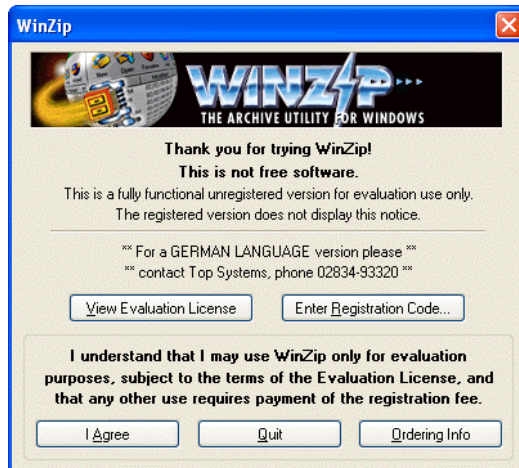 WinZip
WINZIP
THE ARCHIVE UTILITY FOR WINDOWS
Thank you for trying WinZip!
This is not free software.
This is a fully functional unregistered version for evaluation use only.
The registered version does not display this notice.
** For a GERMAN LANGUAGE version please **
** contact Top Systems, phone 02834-93320 **
View Evaluation License
Enter Registration Code...
I understand that I may use WinZip only for evaluation
purposes, subject to the terms of the Evaluation License, and
that any other use requires payment of the registration fee.
I Agree
Quit
Ordering Info